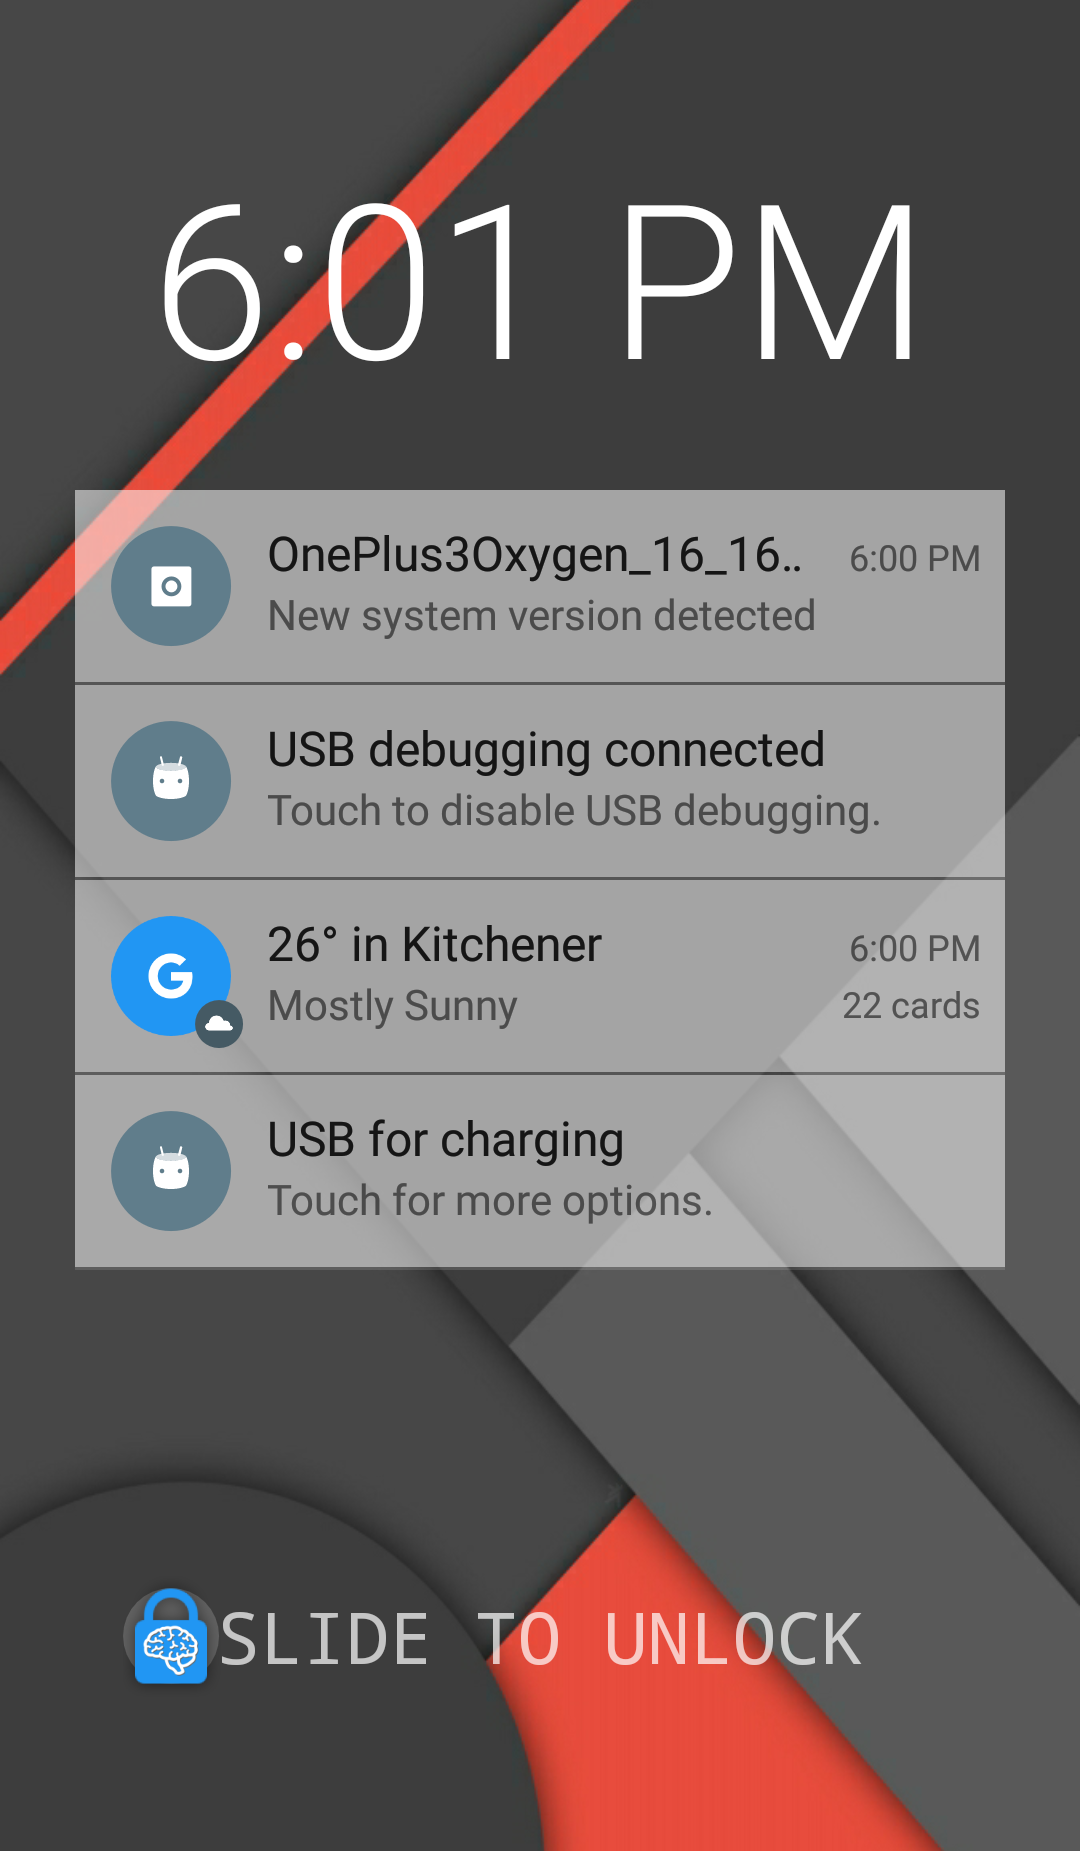 6:01 PM
OnePlus3Oxygen_16_16.. 6:00 PM
New system version detected
USB debugging connected
Touch to disable USB debugging.
26° in Kitchener 6:00 PM
Mostly Sunny 22 cards
USB for charging
Touch for more options.
SLIDE TO UNLOCK